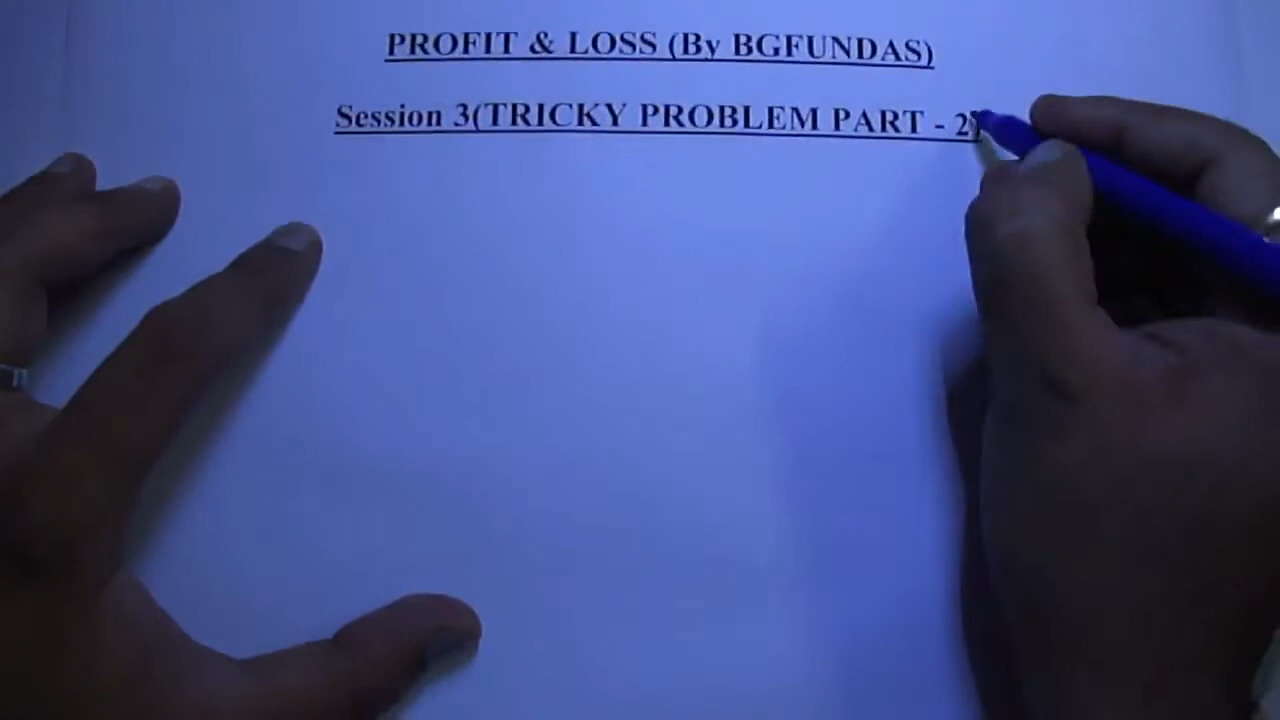 PROFIT & LOSS (By BGFUNDAS)
Session 3(TRICKY PROBLEM PART - 2)